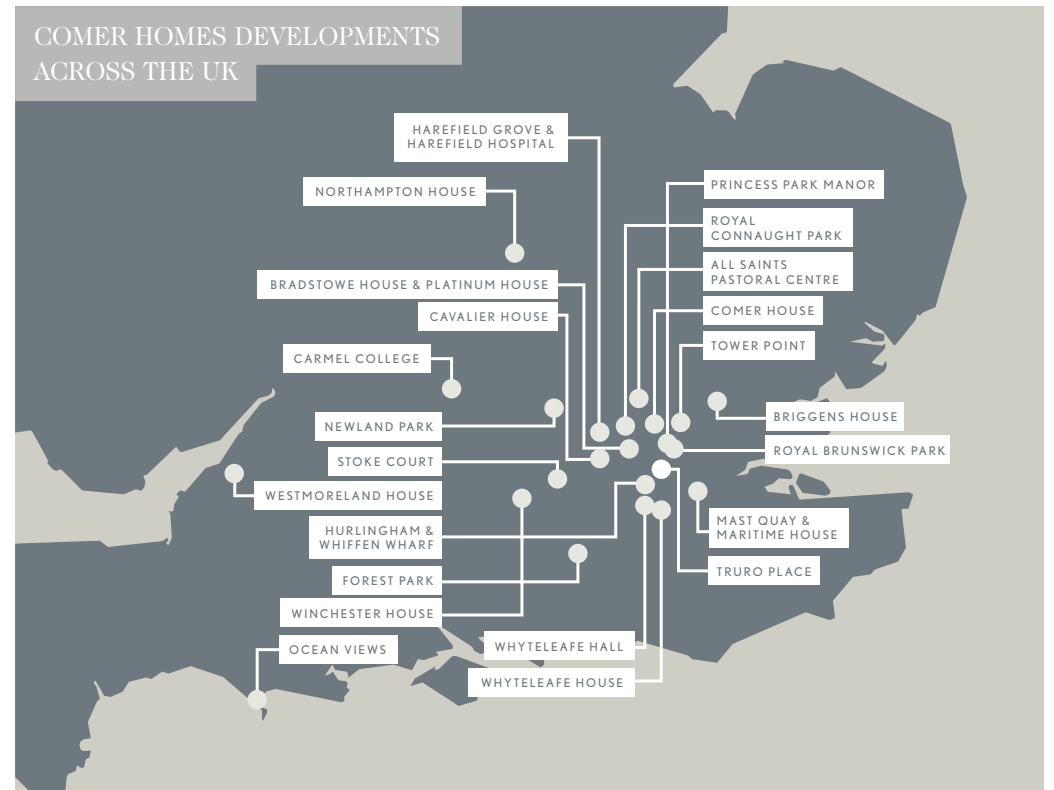 COMER HOMES DEVELOPMENTS
ACROSS THE UK
HAREFIELD GROVE &
HAREFIELD HOSPITAL
NORTHAMPTON HOUSE
PRINCESS PARK MANOR
ROYAL
CONNAUGHT PARK
ALL SAINTS
PASTORAL CENTRE
BRADSTOWE HOUSE & PLATINUM HOUSE
CAVALIER HOUSE
COMER HOUSE
TOWER POINT
CARMEL COLLEGE
BRIGGENS HOUSE
NEWLAND PARK
ROYAL BRUNSWICK PARK
STOKE COURT
WESTMORELAND HOUSE
HURLINGHAM &
WHIFFEN WHARF
MAST QUAY &
MARITIME HOUSE
FOREST PARK
TRURO PLACE
WINCHESTER HOUSE
OCEAN VIEWS
WHYTELEAFE HALL
WHYTELEAFE HOUSE